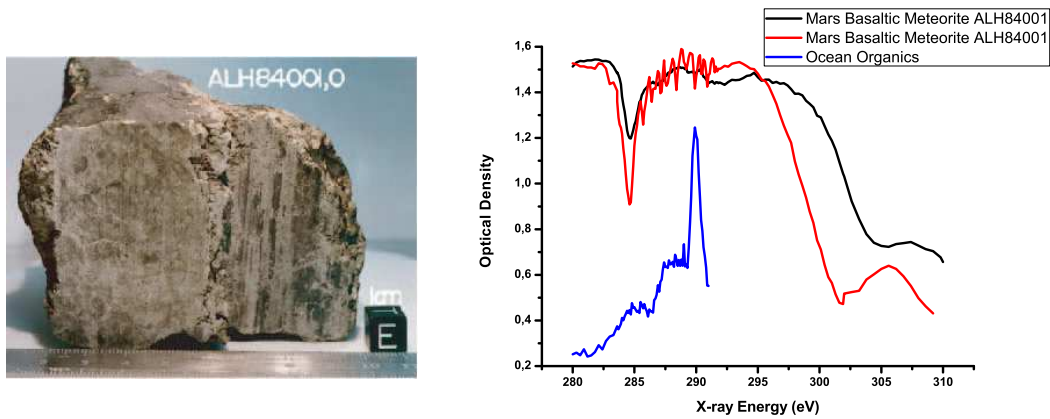 ALH84001,0
1cm
E
Mars Basaltic Meteorite ALH84001
Mars Basaltic Meteorite ALH84001
Ocean Organics
1,6
1,4
1,2
1,0
0,8
0,6
0,4
0,2
Optical Density
280 285 290 295 300 305 310
X-ray Energy (eV)